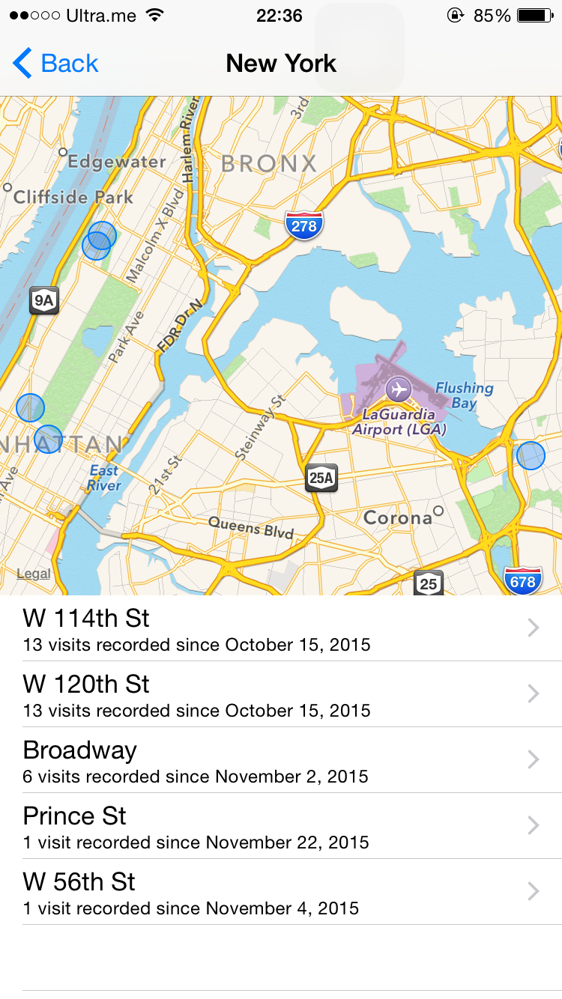 Ultra.me 22:36 85%
Back New York
3rd
Harlem River
Edgewater
BRONX
Cliffside Park
278
Malcolm X Blvd
9A
FDR Dr N
Park Ave
Flushing
Bay
LaGuardia
Airport (LGA)
Steinway St
NHATTAN
East
River
21st St
25A
Ave
Corona
Queens Blvd
Legal
25
678
W 114th St
13 visits recorded since October 15, 2015
W 120th St
13 visits recorded since October 15, 2015
Broadway
6 visits recorded since November 2, 2015
Prince St
1 visit recorded since November 22, 2015
W 56th St
1 visit recorded since November 4, 2015